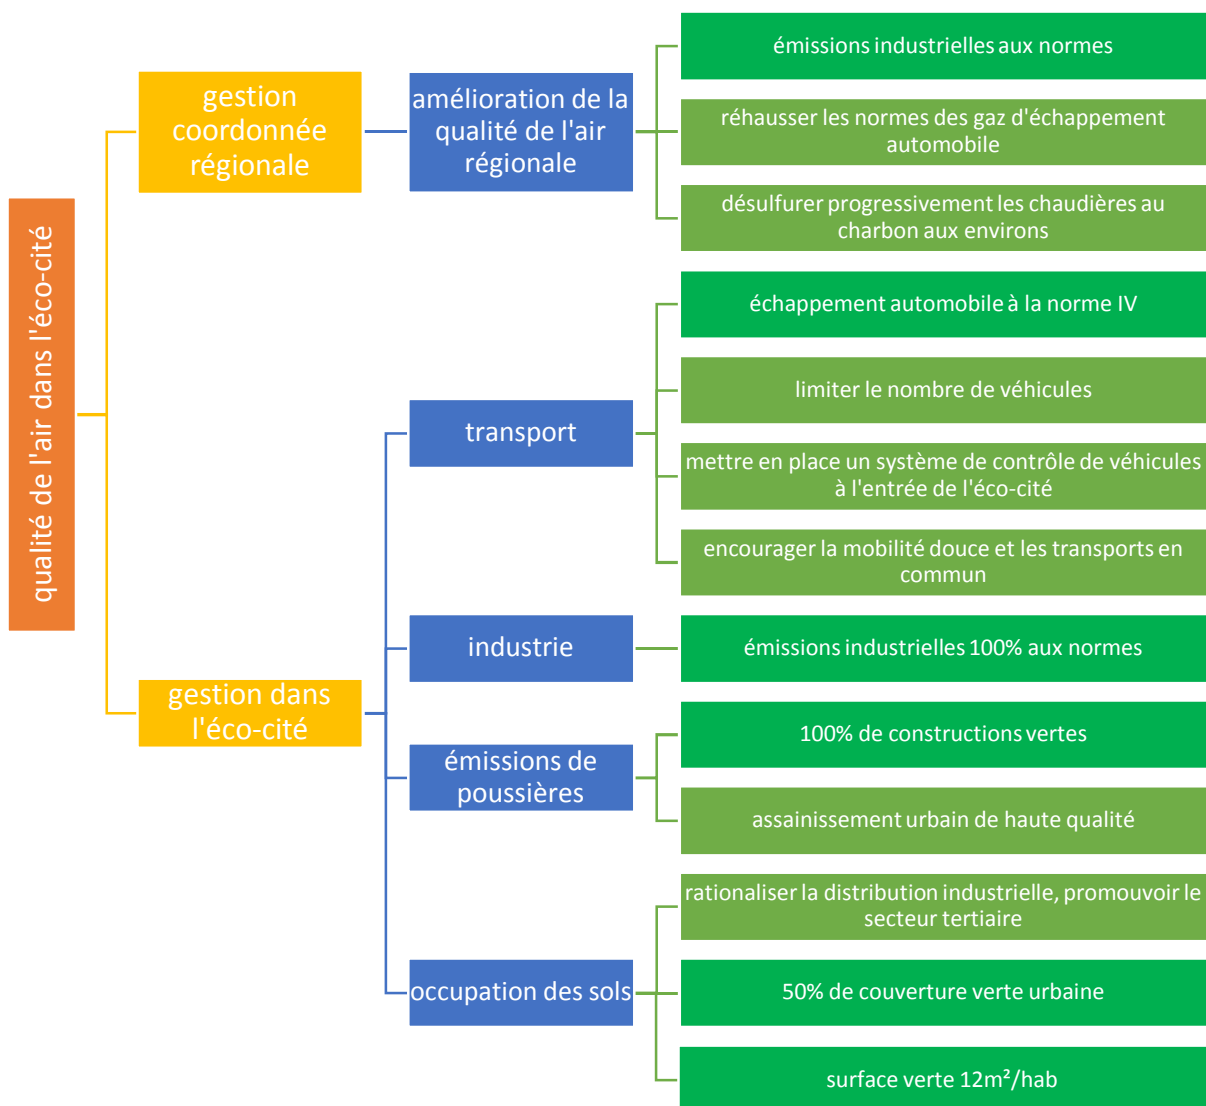 qualité de l'air dans l'éco-cité
gestion
coordonnée
régionale
amélioration de la
qualité de l'air
régionale
émissions industrielles aux normes
réhausser les normes des gaz d'échappement
automobile
désulfurer progressivement les chaudières au
charbon aux environs
gestion dans
l'éco-cité
transport
échappement automobile à la norme IV
limiter le nombre de véhicules
mettre en place un système de contrôle de véhicules
à l'entrée de l'éco-cité
encourager la mobilité douce et les transports en
commun
industrie
émissions industrielles 100% aux normes
émissions de
poussières
100% de constructions vertes
assainissement urbain de haute qualité
occupation des sols
rationaliser la distribution industrielle, promouvoir le
secteur tertiaire
50% de couverture verte urbaine
surface verte 12m²/hab